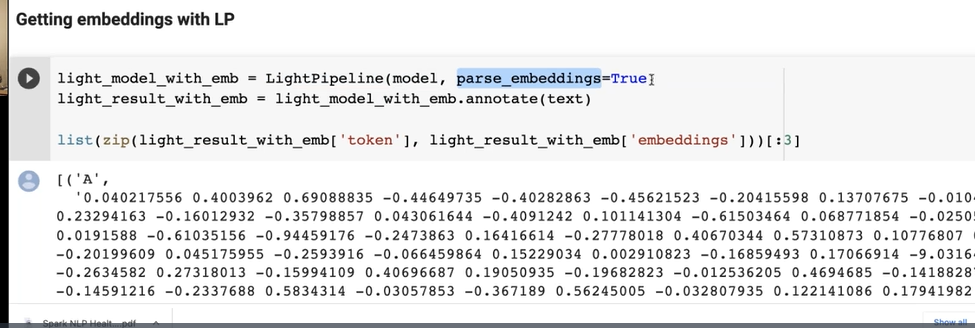 Getting embeddings with LP
light_model_with_emb = LightPipeline(model, parse_embeddings=True)
light_result_with_emb = light_model_with_emb.annotate(text)
list(zip(light_result_with_emb['token'], light_result_with_emb['embeddings']))[:3]
[('A',
'0.040217556 0.4003962 0.69088835 -0.44649735 -0.40282863 -0.45621523 -0.20415598 0.13707675 -0.010
0.23294163 -0.16012932 -0.35798857 0.043061644 -0.4091242 0.101141304 -0.61503464 0.068771854 -0.0250
0.0191588 -0.61035156 -0.94459176 -0.2473863 0.16416614 -0.27778018 0.40670344 0.57310873 0.10776807
-0.20199609 0.045175955 -0.2593916 -0.066459864 0.15229034 0.002910823 -0.16859493 0.17066914 -9.0316
-0.2634582 0.27318013 -0.15994109 0.40696687 0.19050935 -0.19682823 -0.012536205 0.4694685 -0.1418828
-0.14591216 -0.2337688 0.5834314 -0.03057853 -0.367189 0.56245005 -0.032807935 0.122141086 0.17941982
Spark NLP Healt....pdf
Show all